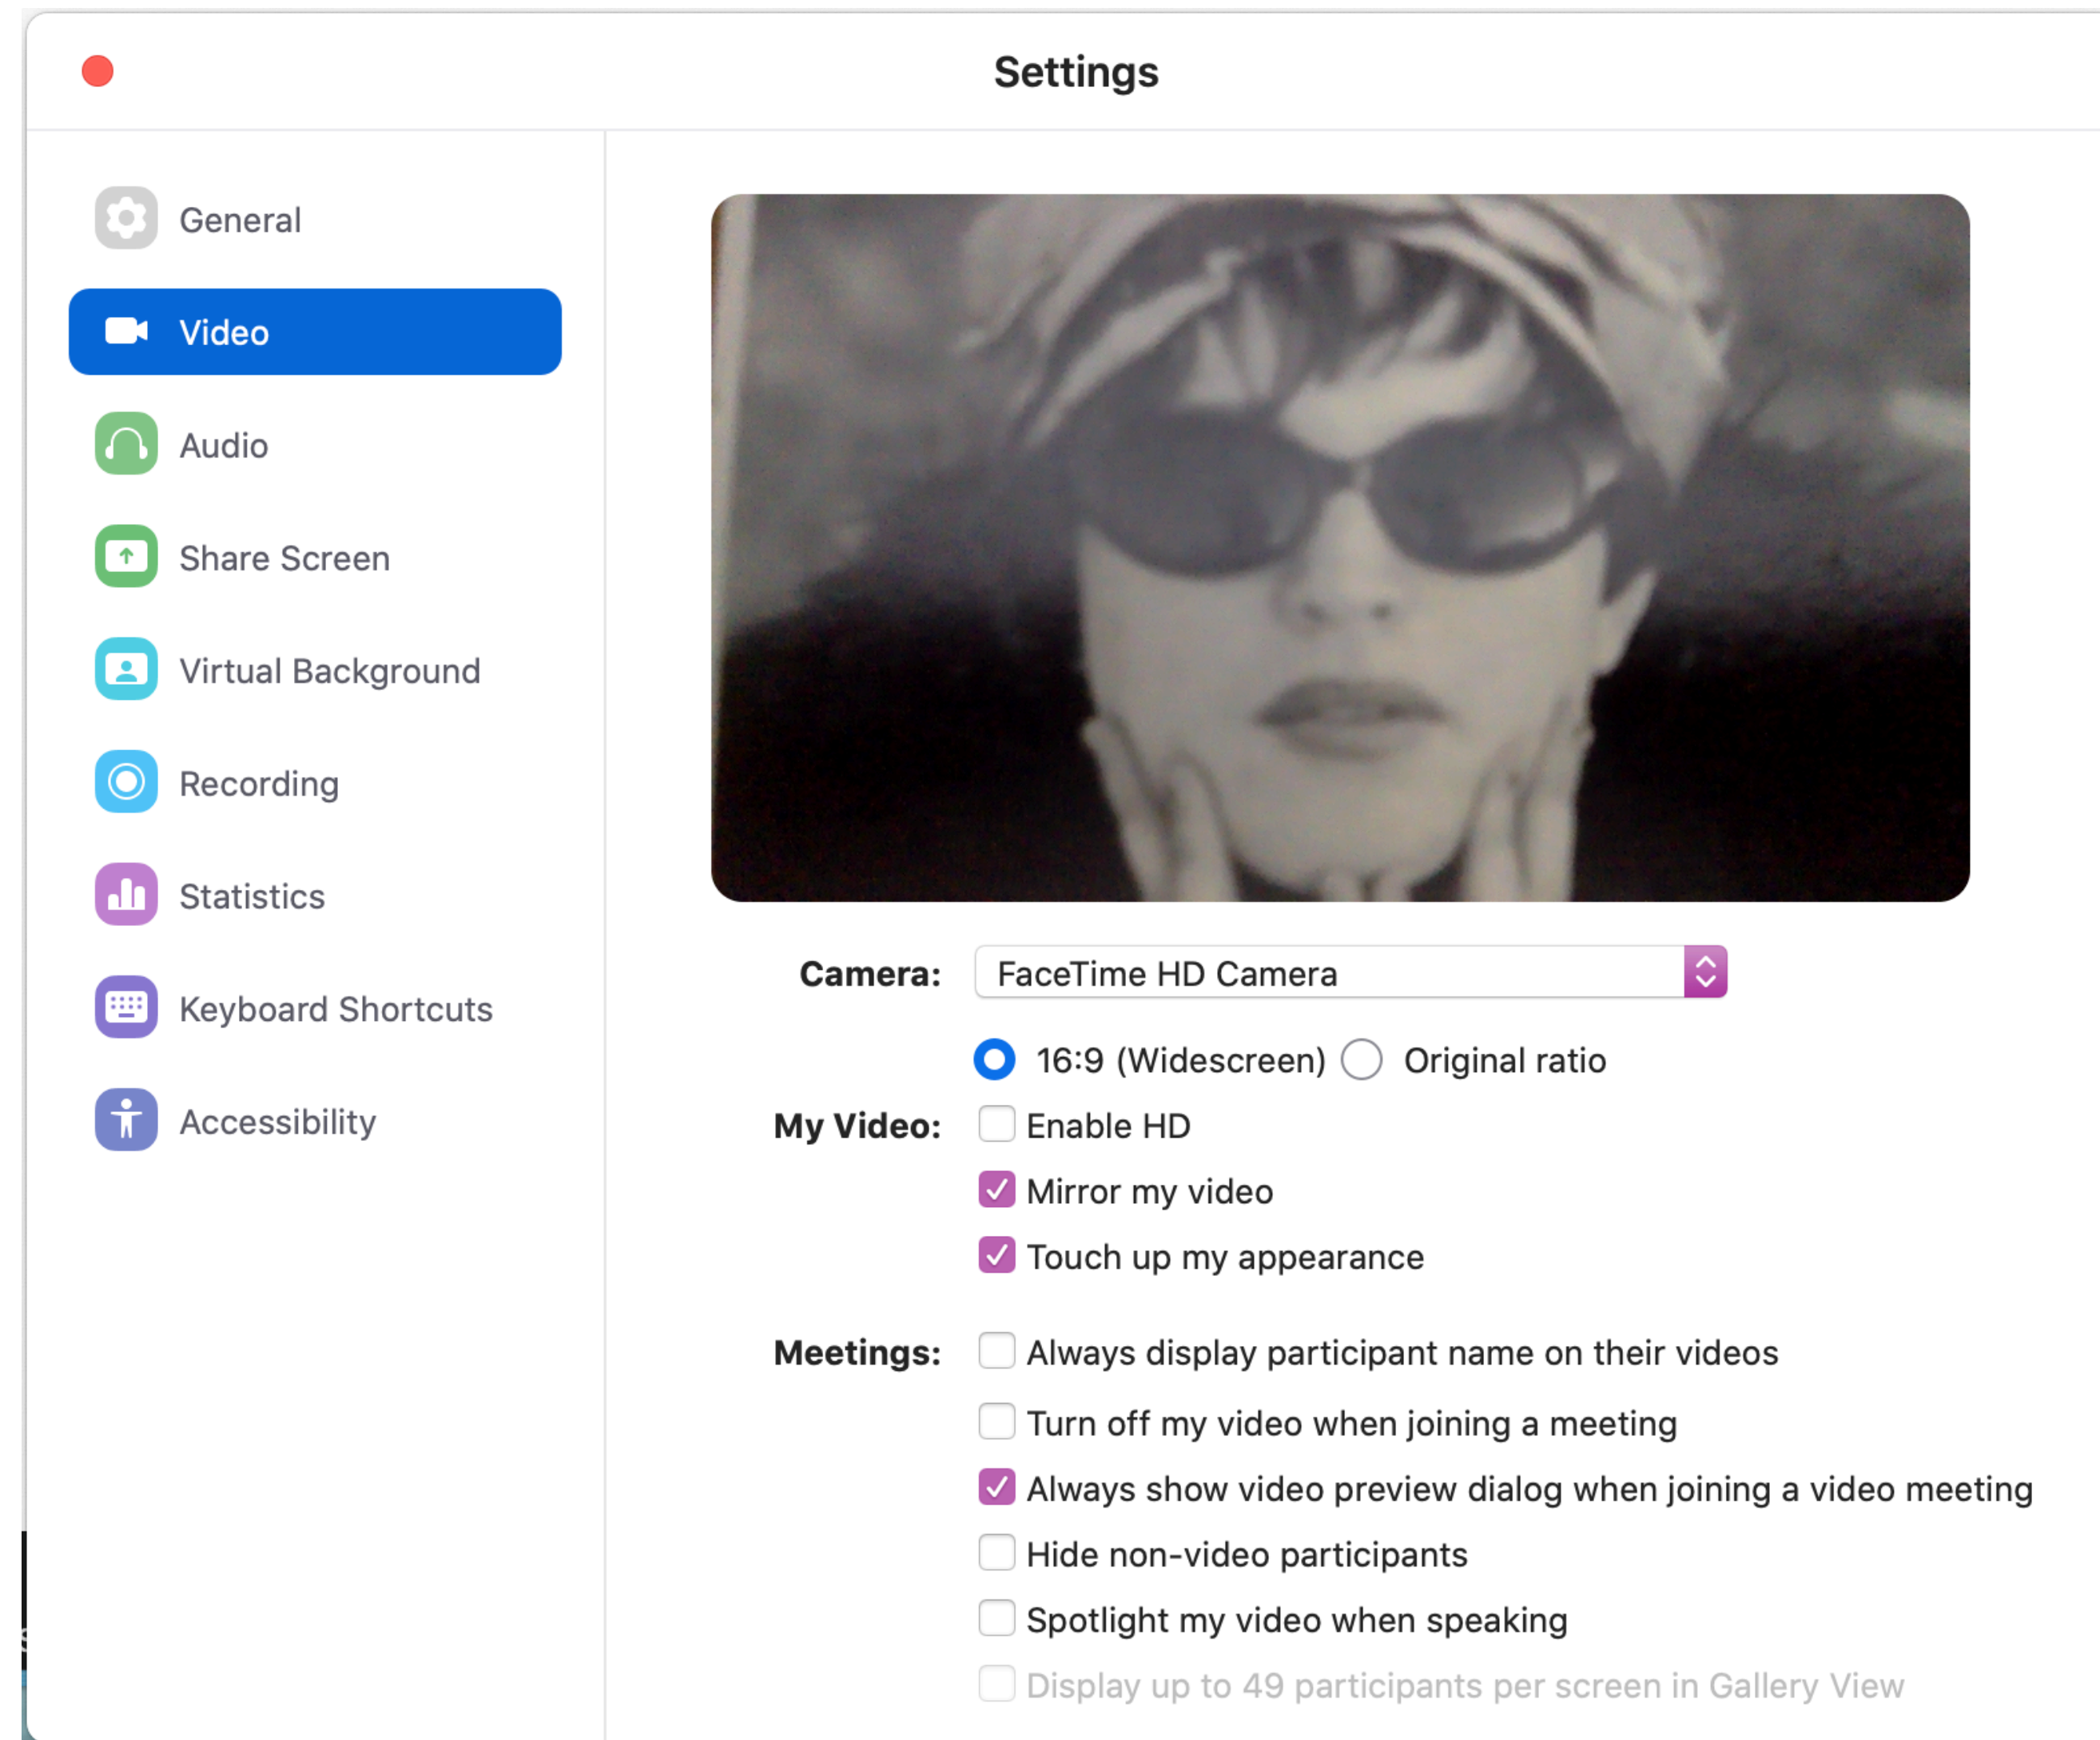 Settings
General
Video
Audio
Share Screen
Virtual Background
Recording
Statistics
Keyboard Shortcuts
Accessibility
Camera: FaceTime HD Camera
16:9 (Widescreen) Original ratio
My Video: Enable HD
Mirror my video
Touch up my appearance
Meetings: Always display participant name on their videos
Turn off my video when joining a meeting
Always show video preview dialog when joining a video meeting
Hide non-video participants
Spotlight my video when speaking
Display up to 49 participants per screen in Gallery View